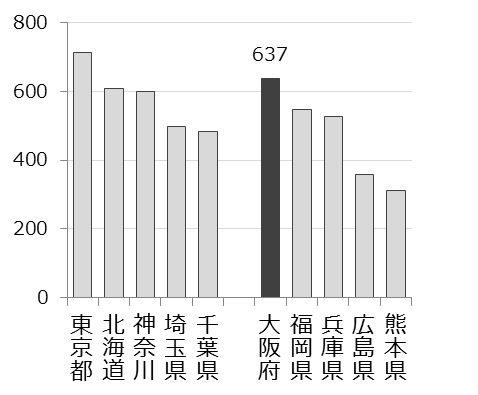 800
600
400
200
0
637
東京都
北海道
神奈川
埼玉県
千葉県
大阪府
福岡県
兵庫県
広島県
熊本県